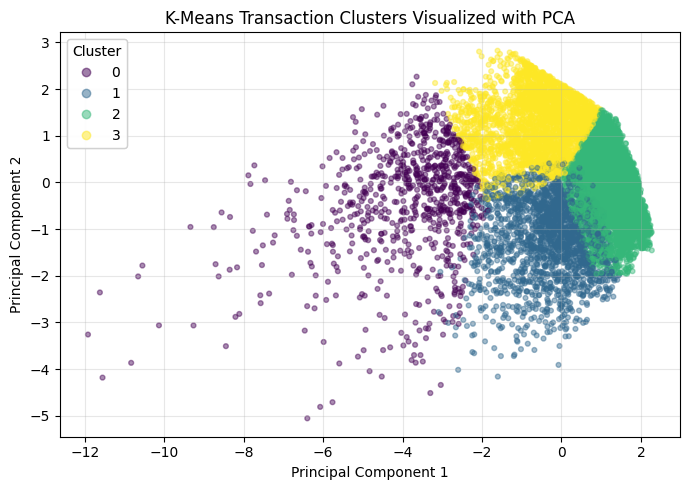 K-Means Transaction Clusters Visualized with PCA
Cluster
0
1
2
3
3
2
1
0
−1
−2
−3
−4
−5
Principal Component 2
−12 −10 −8 −6 −4 −2 0 2
Principal Component 1